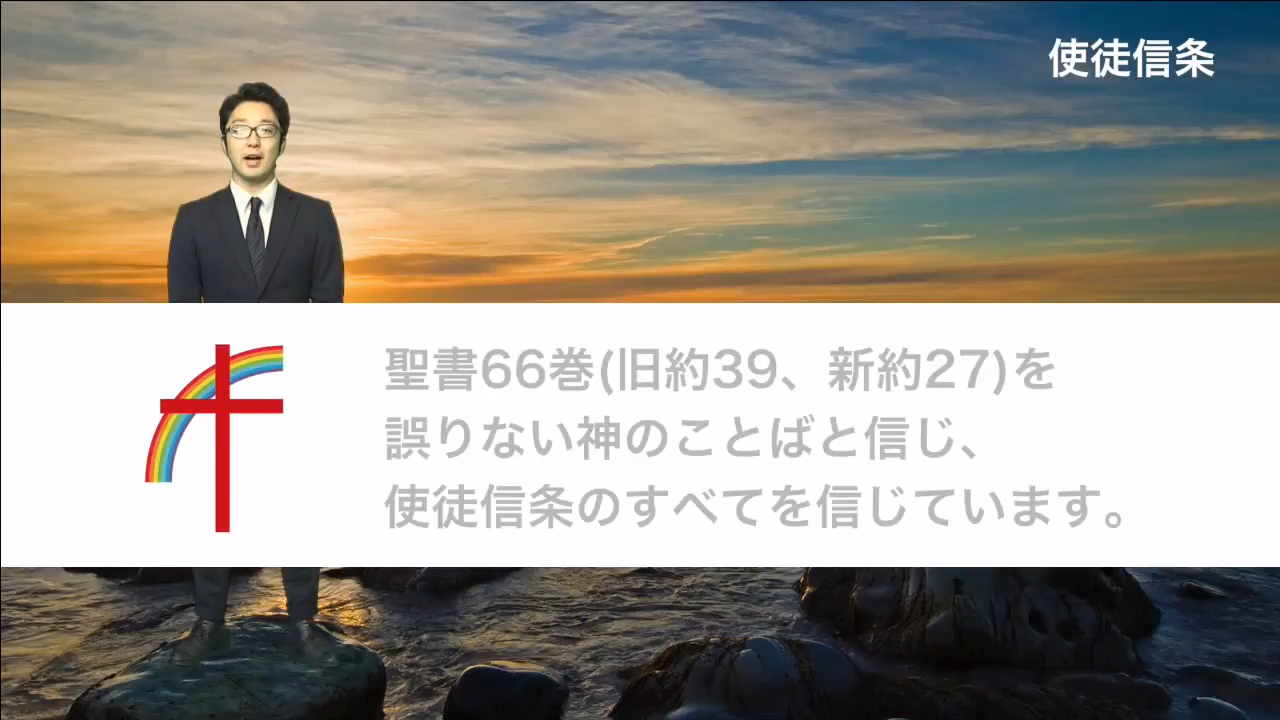 使徒信条
聖書66巻(旧約39、新約27)を
誤りない神のことばと信じ、
使徒信条のすべてを信じています。